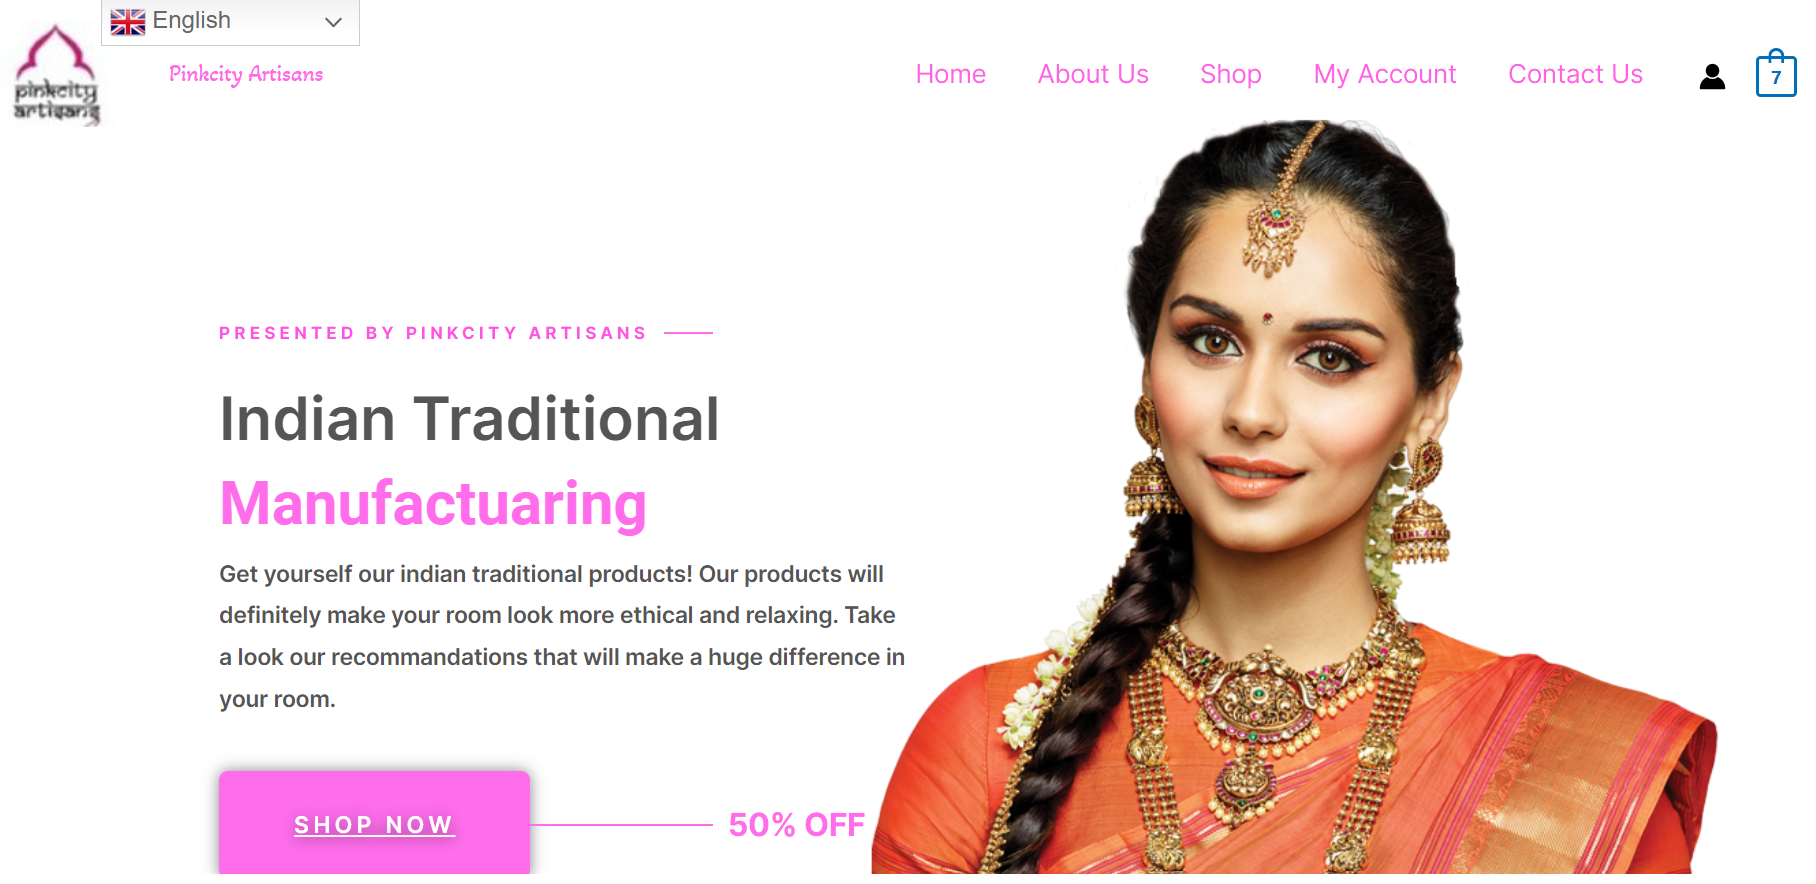 English
pinkcity
artisans
Pinkcity Artisans
Home
About Us
Shop
My Account
Contact Us
7
PRESENTED BY PINKCITY ARTISANS
Indian Traditional
Manufactuaring
Get yourself our indian traditional products! Our products will
definitely make your room look more ethical and relaxing. Take
a look our recommandations that will make a huge difference in
your room.
SHOP NOW
50% OFF